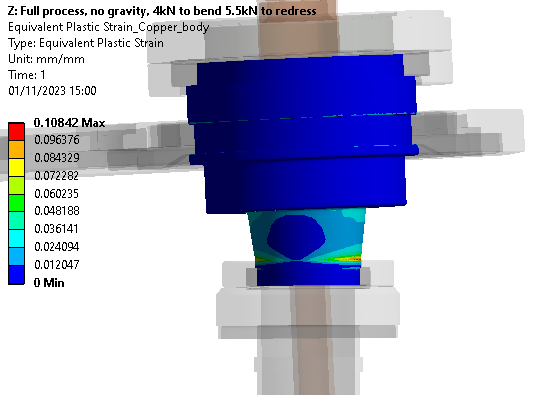 Z: Full process, no gravity, 4kN to bend 5.5kN to redress
Equivalent Plastic Strain_Copper_body
Type: Equivalent Plastic Strain
Unit: mm/mm
Time: 1
01/11/2023 15:00
0.10842 Max
0.096376
0.084329
0.072282
0.060235
0.048188
0.036141
0.024094
0.012047
0 Min